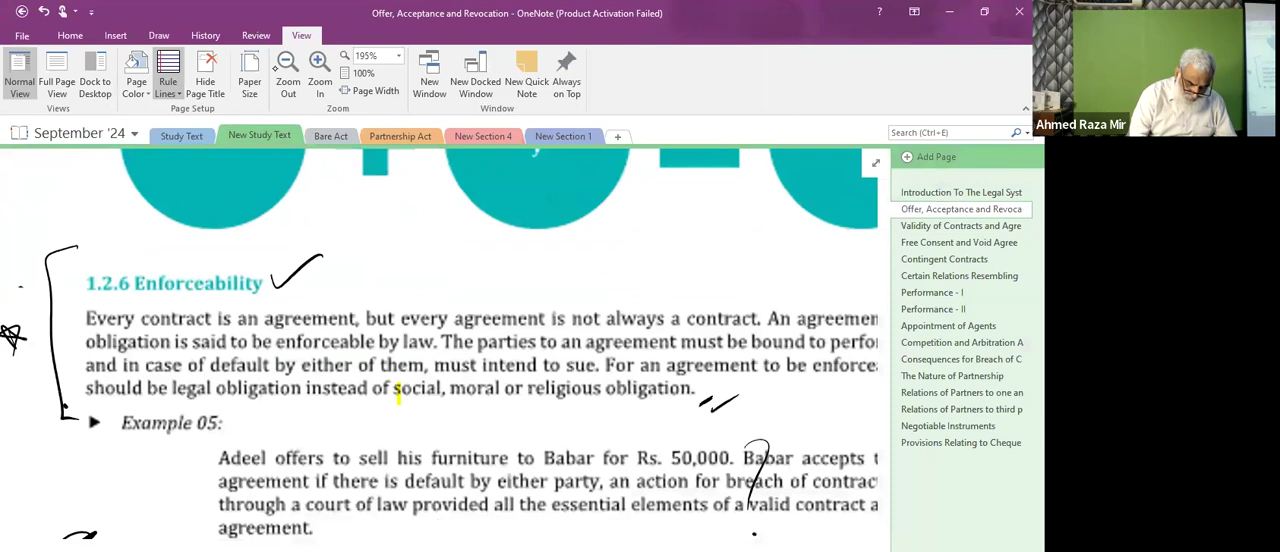 Offer, Acceptance and Revocation - OneNote (Product Activation Failed)
File Home Insert Draw History Review View
Normal View
Full Page View
Dock to Desktop
Page Color
Rule Lines
Hide Page Title
Paper Size
Zoom Out
Zoom In
195%
100%
Page Width
New Window
New Docked Window
New Quick Note
Always on Top
Views
Page Setup
Zoom
Window
September '24
Study Text
New Study Text
Bare Act
Partnership Act
New Section 4
New Section 1
Search (Ctrl+E)
Add Page
Introduction To The Legal Syst
Offer, Acceptance and Revoca
Validity of Contracts and Agre
Free Consent and Void Agree
Contingent Contracts
Certain Relations Resembling
Performance - I
Performance - II
Appointment of Agents
Competition and Arbitration A
Consequences for Breach of C
The Nature of Partnership
Relations of Partners to one an
Relations of Partners to third p
Negotiable Instruments
Provisions Relating to Cheque
Ahmed Raza Mir
1.2.6 Enforceability
Every contract is an agreement, but every agreement is not always a contract. An agreemen
obligation is said to be enforceable by law. The parties to an agreement must be bound to perfo
and in case of default by either of them, must intend to sue. For an agreement to be enforce
should be legal obligation instead of social, moral or religious obligation.
Example 05:
Adeel offers to sell his furniture to Babar for Rs. 50,000. Babar accepts t
agreement if there is default by either party, an action for breach of contrac
through a court of law provided all the essential elements of a valid contract a
agreement.